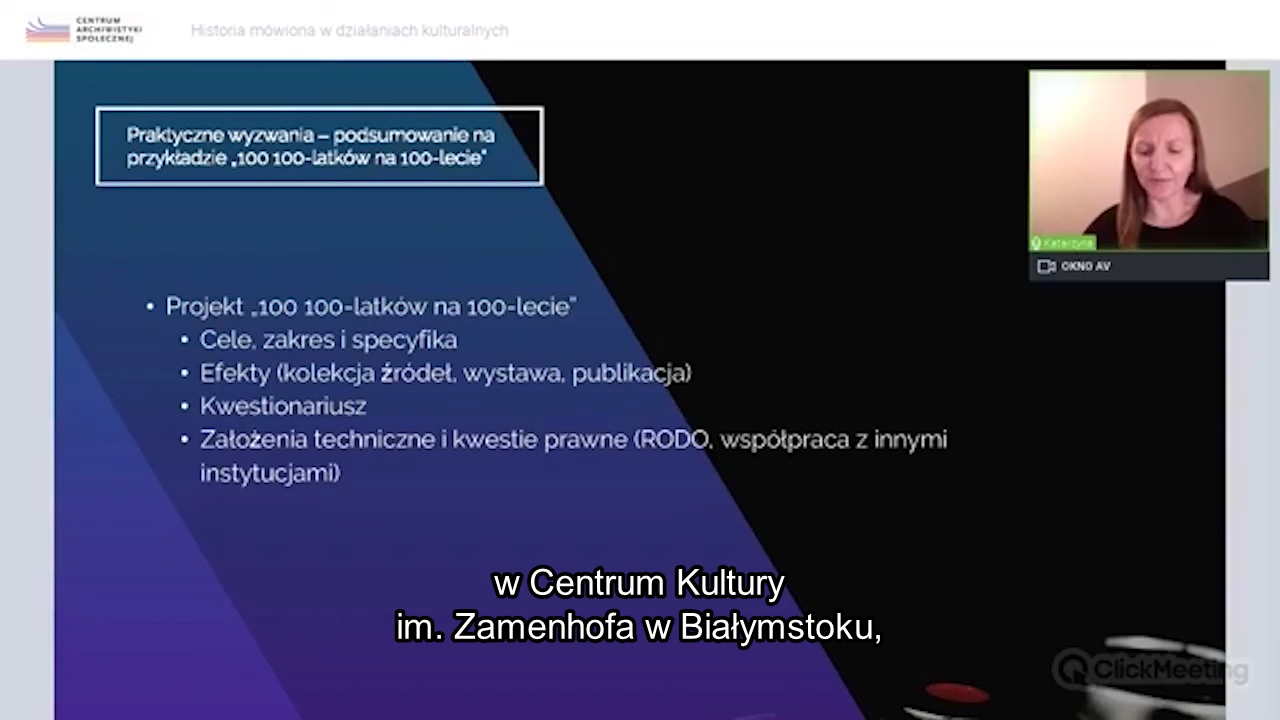 CENTRUM
ARCHIWISTYKI
SPOŁECZNEJ
Historia mówiona w działaniach kulturalnych
Praktyczne wyzwania – podsumowanie na
przykładzie „100 100-latków na 100-lecie”
Katarzyna
OKNO AV
• Projekt „100 100-latków na 100-lecie”
• Cele, zakres i specyfika
• Efekty (kolekcja źródeł, wystawa, publikacja)
• Kwestionariusz
• Założenia techniczne i kwestie prawne (RODO, współpraca z innymi
instytucjami)
w Centrum Kultury
im. Zamenhofa w Białymstoku,
ClickMeeting